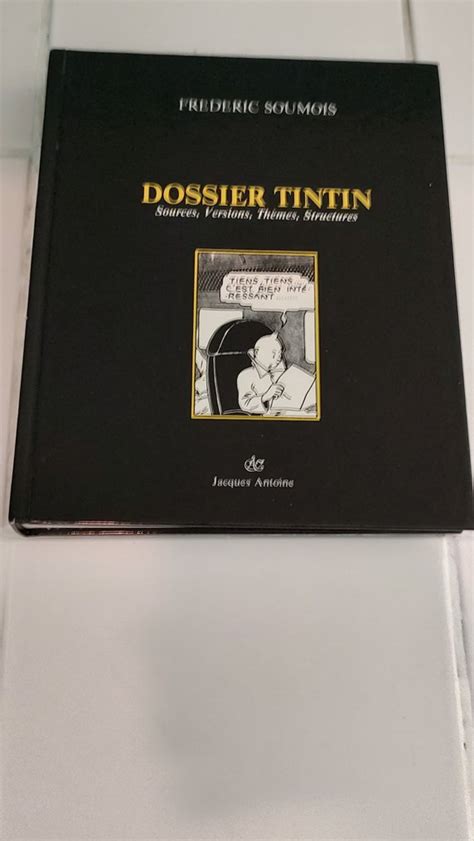 FREDERIC SOUMOIS
DOSSIER TINTIN
Sources, Versions, Thèmes, Structures
TIENS, TIENS,
C'EST BIEN INTÉ-
RESSANT...
Jacques Antoine